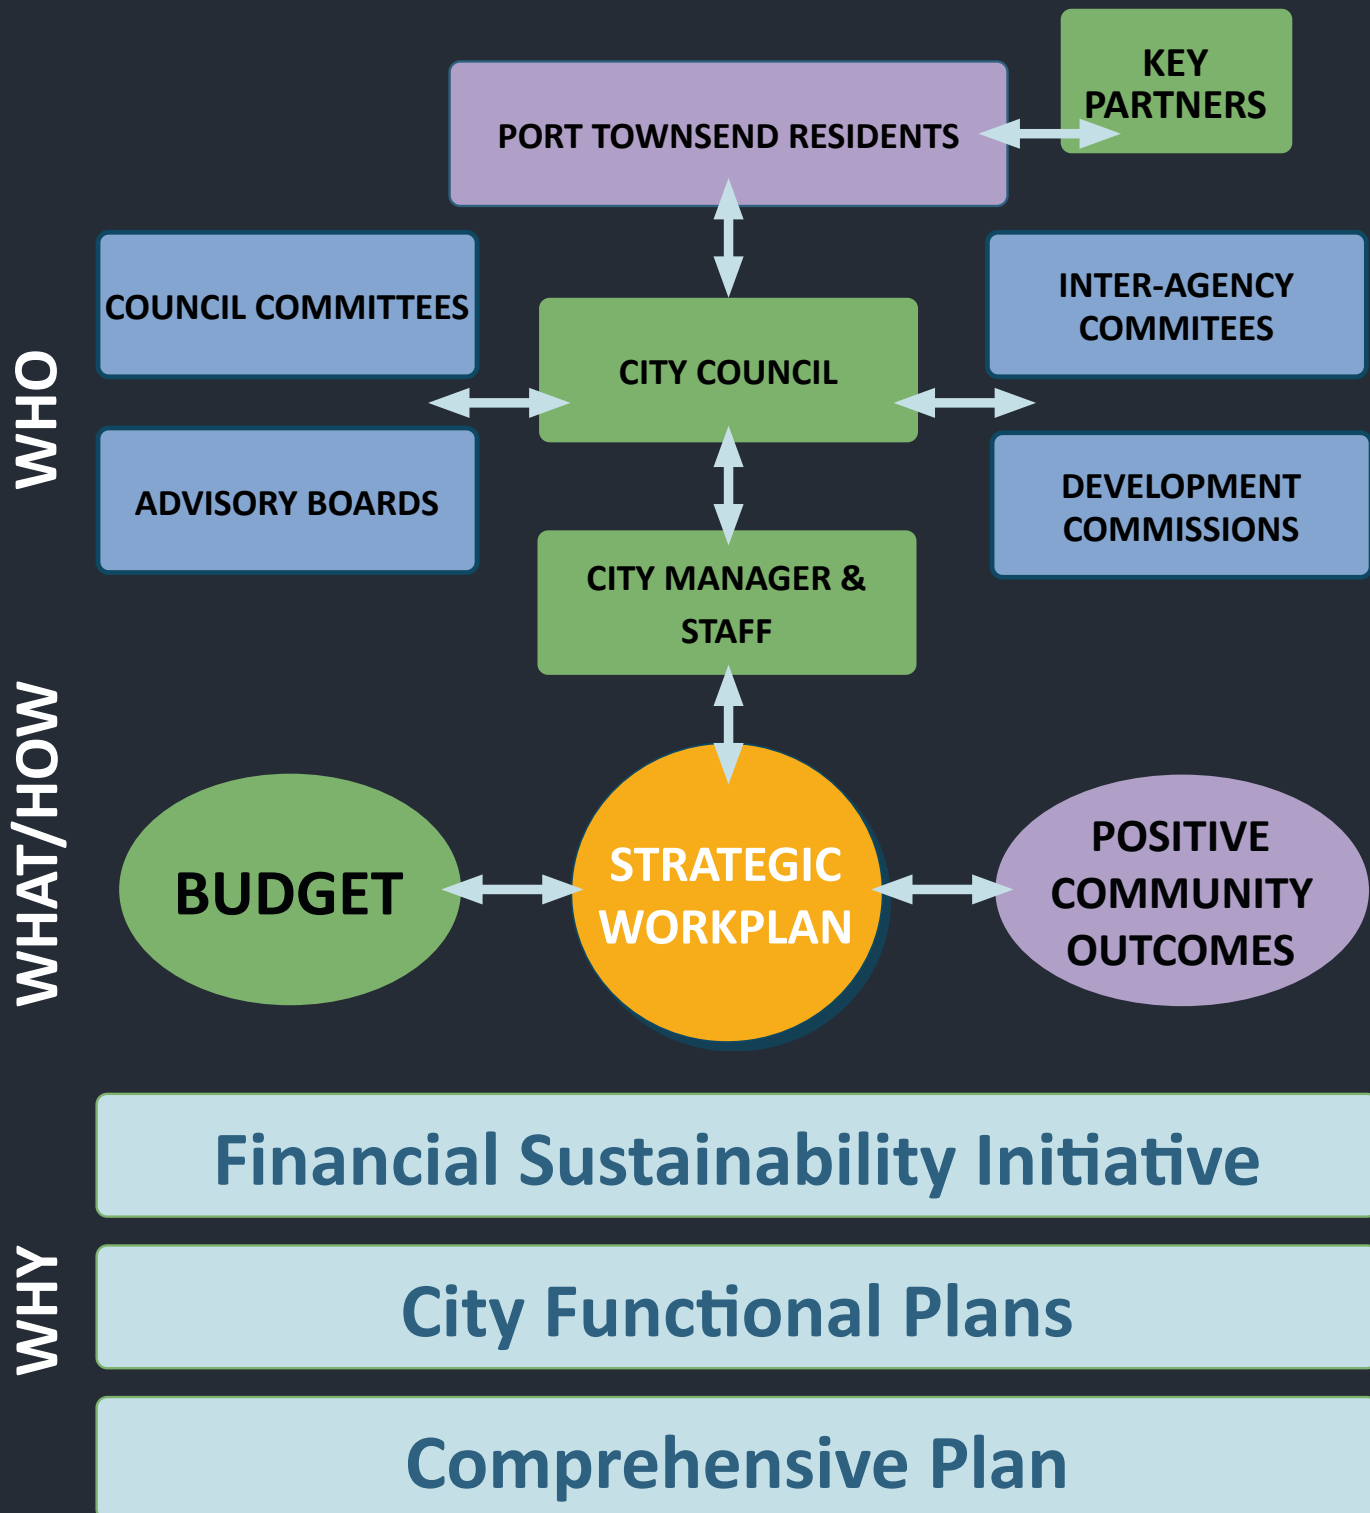 KEY
PARTNERS
PORT TOWNSEND RESIDENTS
WHO
COUNCIL COMMITTEES
INTER-AGENCY
COMMITEES
CITY COUNCIL
ADVISORY BOARDS
DEVELOPMENT
COMMISSIONS
CITY MANAGER &
STAFF
WHAT/HOW
BUDGET
STRATEGIC
WORKPLAN
POSITIVE
COMMUNITY
OUTCOMES
WHY
Financial Sustainability Initiative
City Functional Plans
Comprehensive Plan